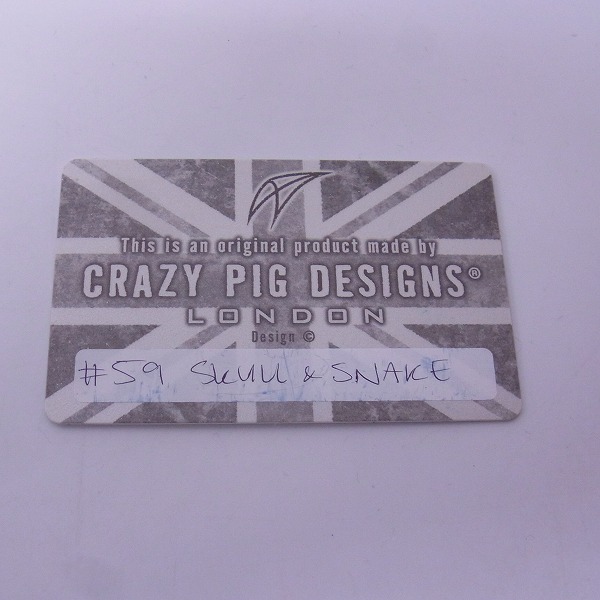 This is an original product made by
CRAZY PIG DESIGNS®
LONDON
Design ©
#59 SKULL & SNAKE